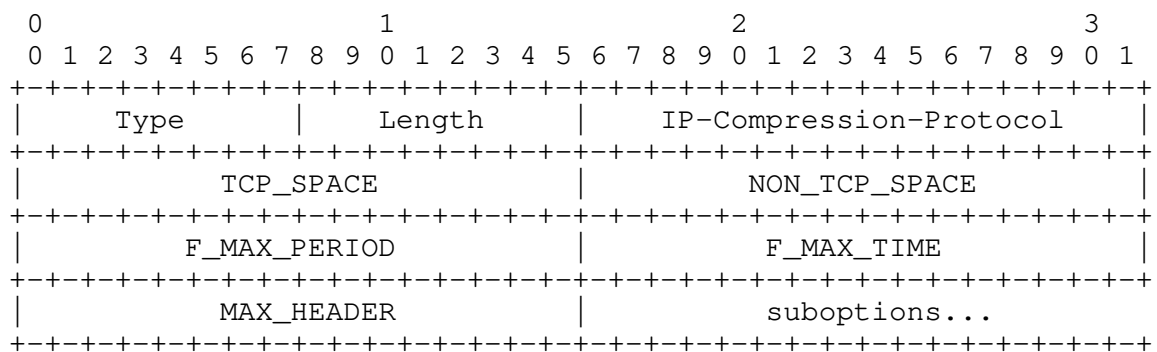 0                   1                   2                   3
 0 1 2 3 4 5 6 7 8 9 0 1 2 3 4 5 6 7 8 9 0 1 2 3 4 5 6 7 8 9 0 1
+-+-+-+-+-+-+-+-+-+-+-+-+-+-+-+-+-+-+-+-+-+-+-+-+-+-+-+-+-+-+-+-+
|     Type      |    Length     |    IP-Compression-Protocol    |
+-+-+-+-+-+-+-+-+-+-+-+-+-+-+-+-+-+-+-+-+-+-+-+-+-+-+-+-+-+-+-+-+
|           TCP_SPACE           |         NON_TCP_SPACE         |
+-+-+-+-+-+-+-+-+-+-+-+-+-+-+-+-+-+-+-+-+-+-+-+-+-+-+-+-+-+-+-+-+
|         F_MAX_PERIOD          |          F_MAX_TIME           |
+-+-+-+-+-+-+-+-+-+-+-+-+-+-+-+-+-+-+-+-+-+-+-+-+-+-+-+-+-+-+-+-+
|           MAX_HEADER          |          suboptions...
+-+-+-+-+-+-+-+-+-+-+-+-+-+-+-+-+-+-+-+-+-+-+-+-+-+-+-+-+-+-+-+-+